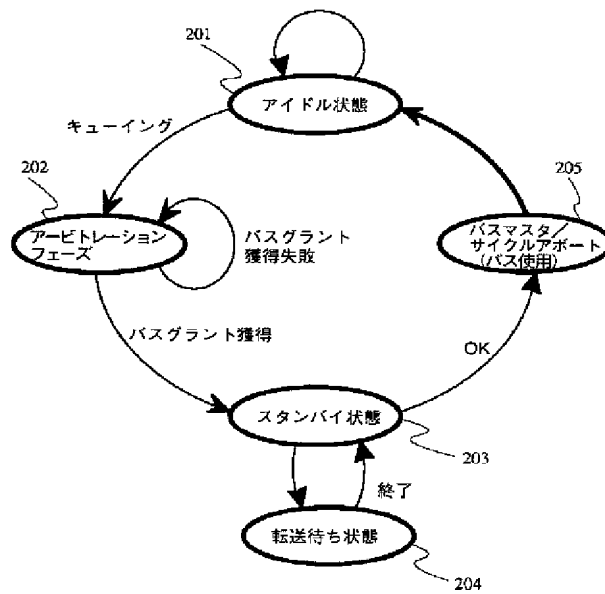 201
アイドル状態
キューイング
202
205
アービトレーション
フェーズ
バスグラント
獲得失敗
バスマスタ/
サイクルアボート
(バス使用)
バスグラント獲得
OK
スタンバイ状態
203
終了
転送待ち状態
204